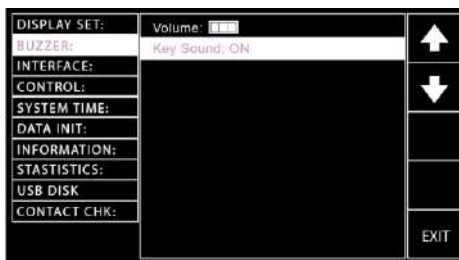 DISPLAY SET:
BUZZER:
INTERFACE:
CONTROL:
SYSTEM TIME:
DATA INIT:
INFORMATION:
STASTISTICS:
USB DISK
CONTACT CHK:
Volume:
Key Sound: ON
EXIT